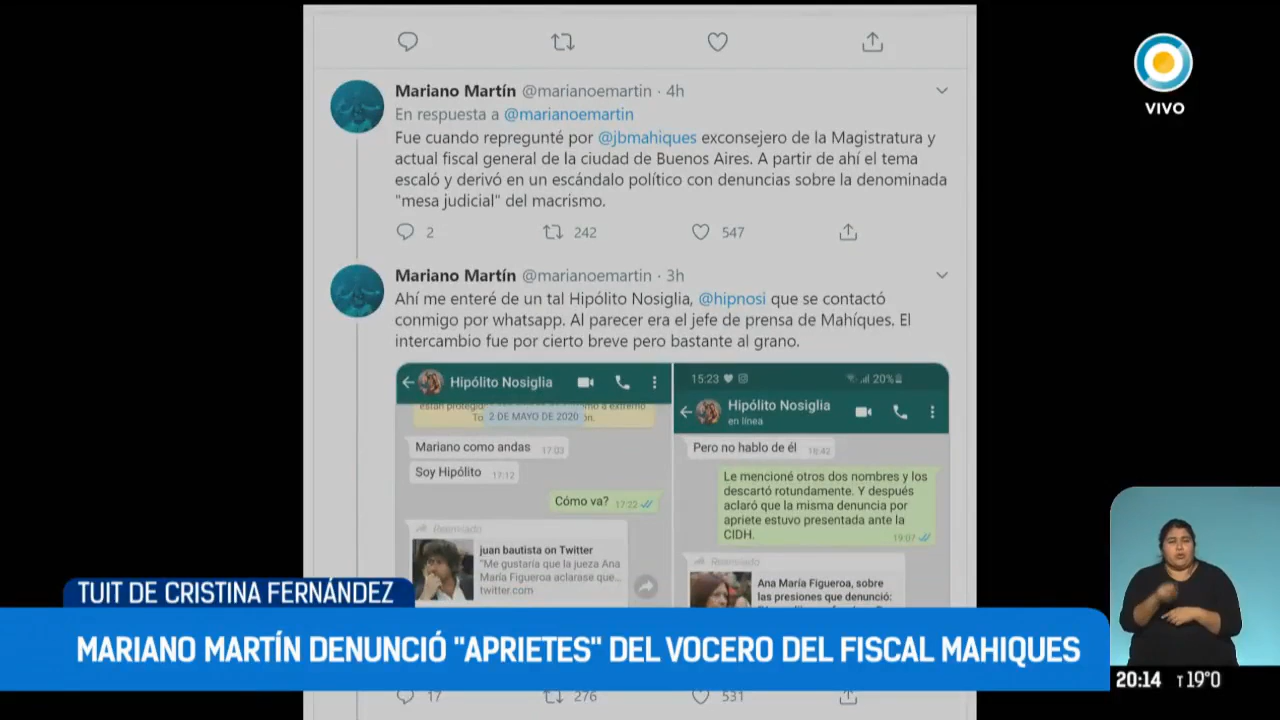 VIVO
Mariano Martín @marianoemartin · 4h
En respuesta a @marianoemartin
Fue cuando repregunté por @jbmahiques exconsejero de la Magistratura y
actual fiscal general de la ciudad de Buenos Aires. A partir de ahí el tema
escaló y derivó en un escándalo político con denuncias sobre la denominada
"mesa judicial" del macrismo.
2 242 547
Mariano Martín @marianoemartin · 3h
Ahí me enteré de un tal Hipólito Nosiglia, @hipnosi que se contactó
conmigo por whatsapp. Al parecer era el jefe de prensa de Mahíques. El
intercambio fue por cierto breve pero bastante al grano.
Hipólito Nosiglia
2 DE MAYO DE 2020
Mariano como andas 17:03
Soy Hipólito 17:12
Cómo va? 17:22
Reenviado
juan bautista on Twitter
"Me gustaría que la jueza Ana
María Figueroa aclarase que...
twitter.com
15:23 20%
Hipólito Nosiglia
en línea
Pero no hablo de él 18:42
Le mencioné otros dos nombres y los
descartó rotundamente. Y después
aclaró que la misma denuncia por
apriete estuvo presentada ante la
CIDH. 19:07
Reenviado
Ana María Figueroa, sobre
las presiones que denunció:
TUIT DE CRISTINA FERNÁNDEZ
MARIANO MARTÍN DENUNCIÓ "APRIETES" DEL VOCERO DEL FISCAL MAHIQUES
17 276 531
20:14 T 19°0